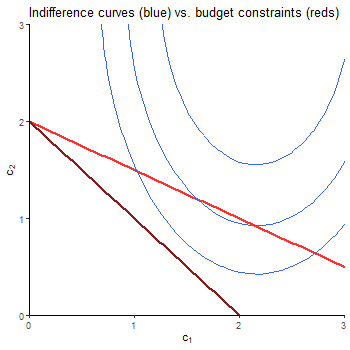 Indifference curves (blue) vs. budget constraints (reds)
3
2
1
0
c₂
0 1 2 3
c₁